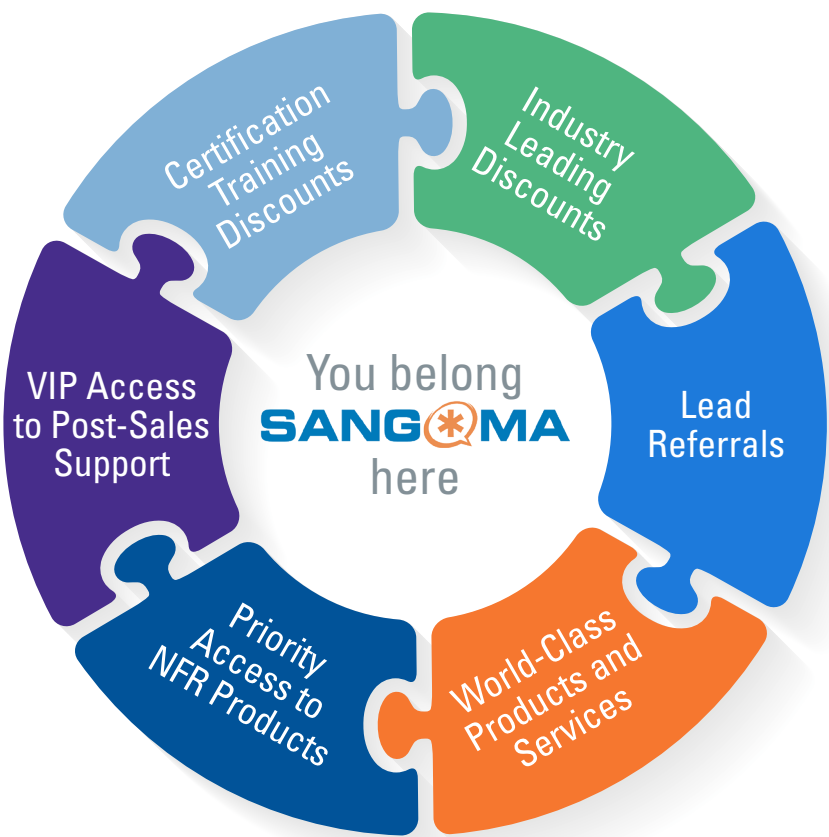 Certification
Training
Discounts
Industry
Leading
Discounts
VIP Access
to Post-Sales
Support
You belong
SANGOMA
here
Lead
Referrals
Priority
Access to
NFR Products
World-Class
Products and
Services